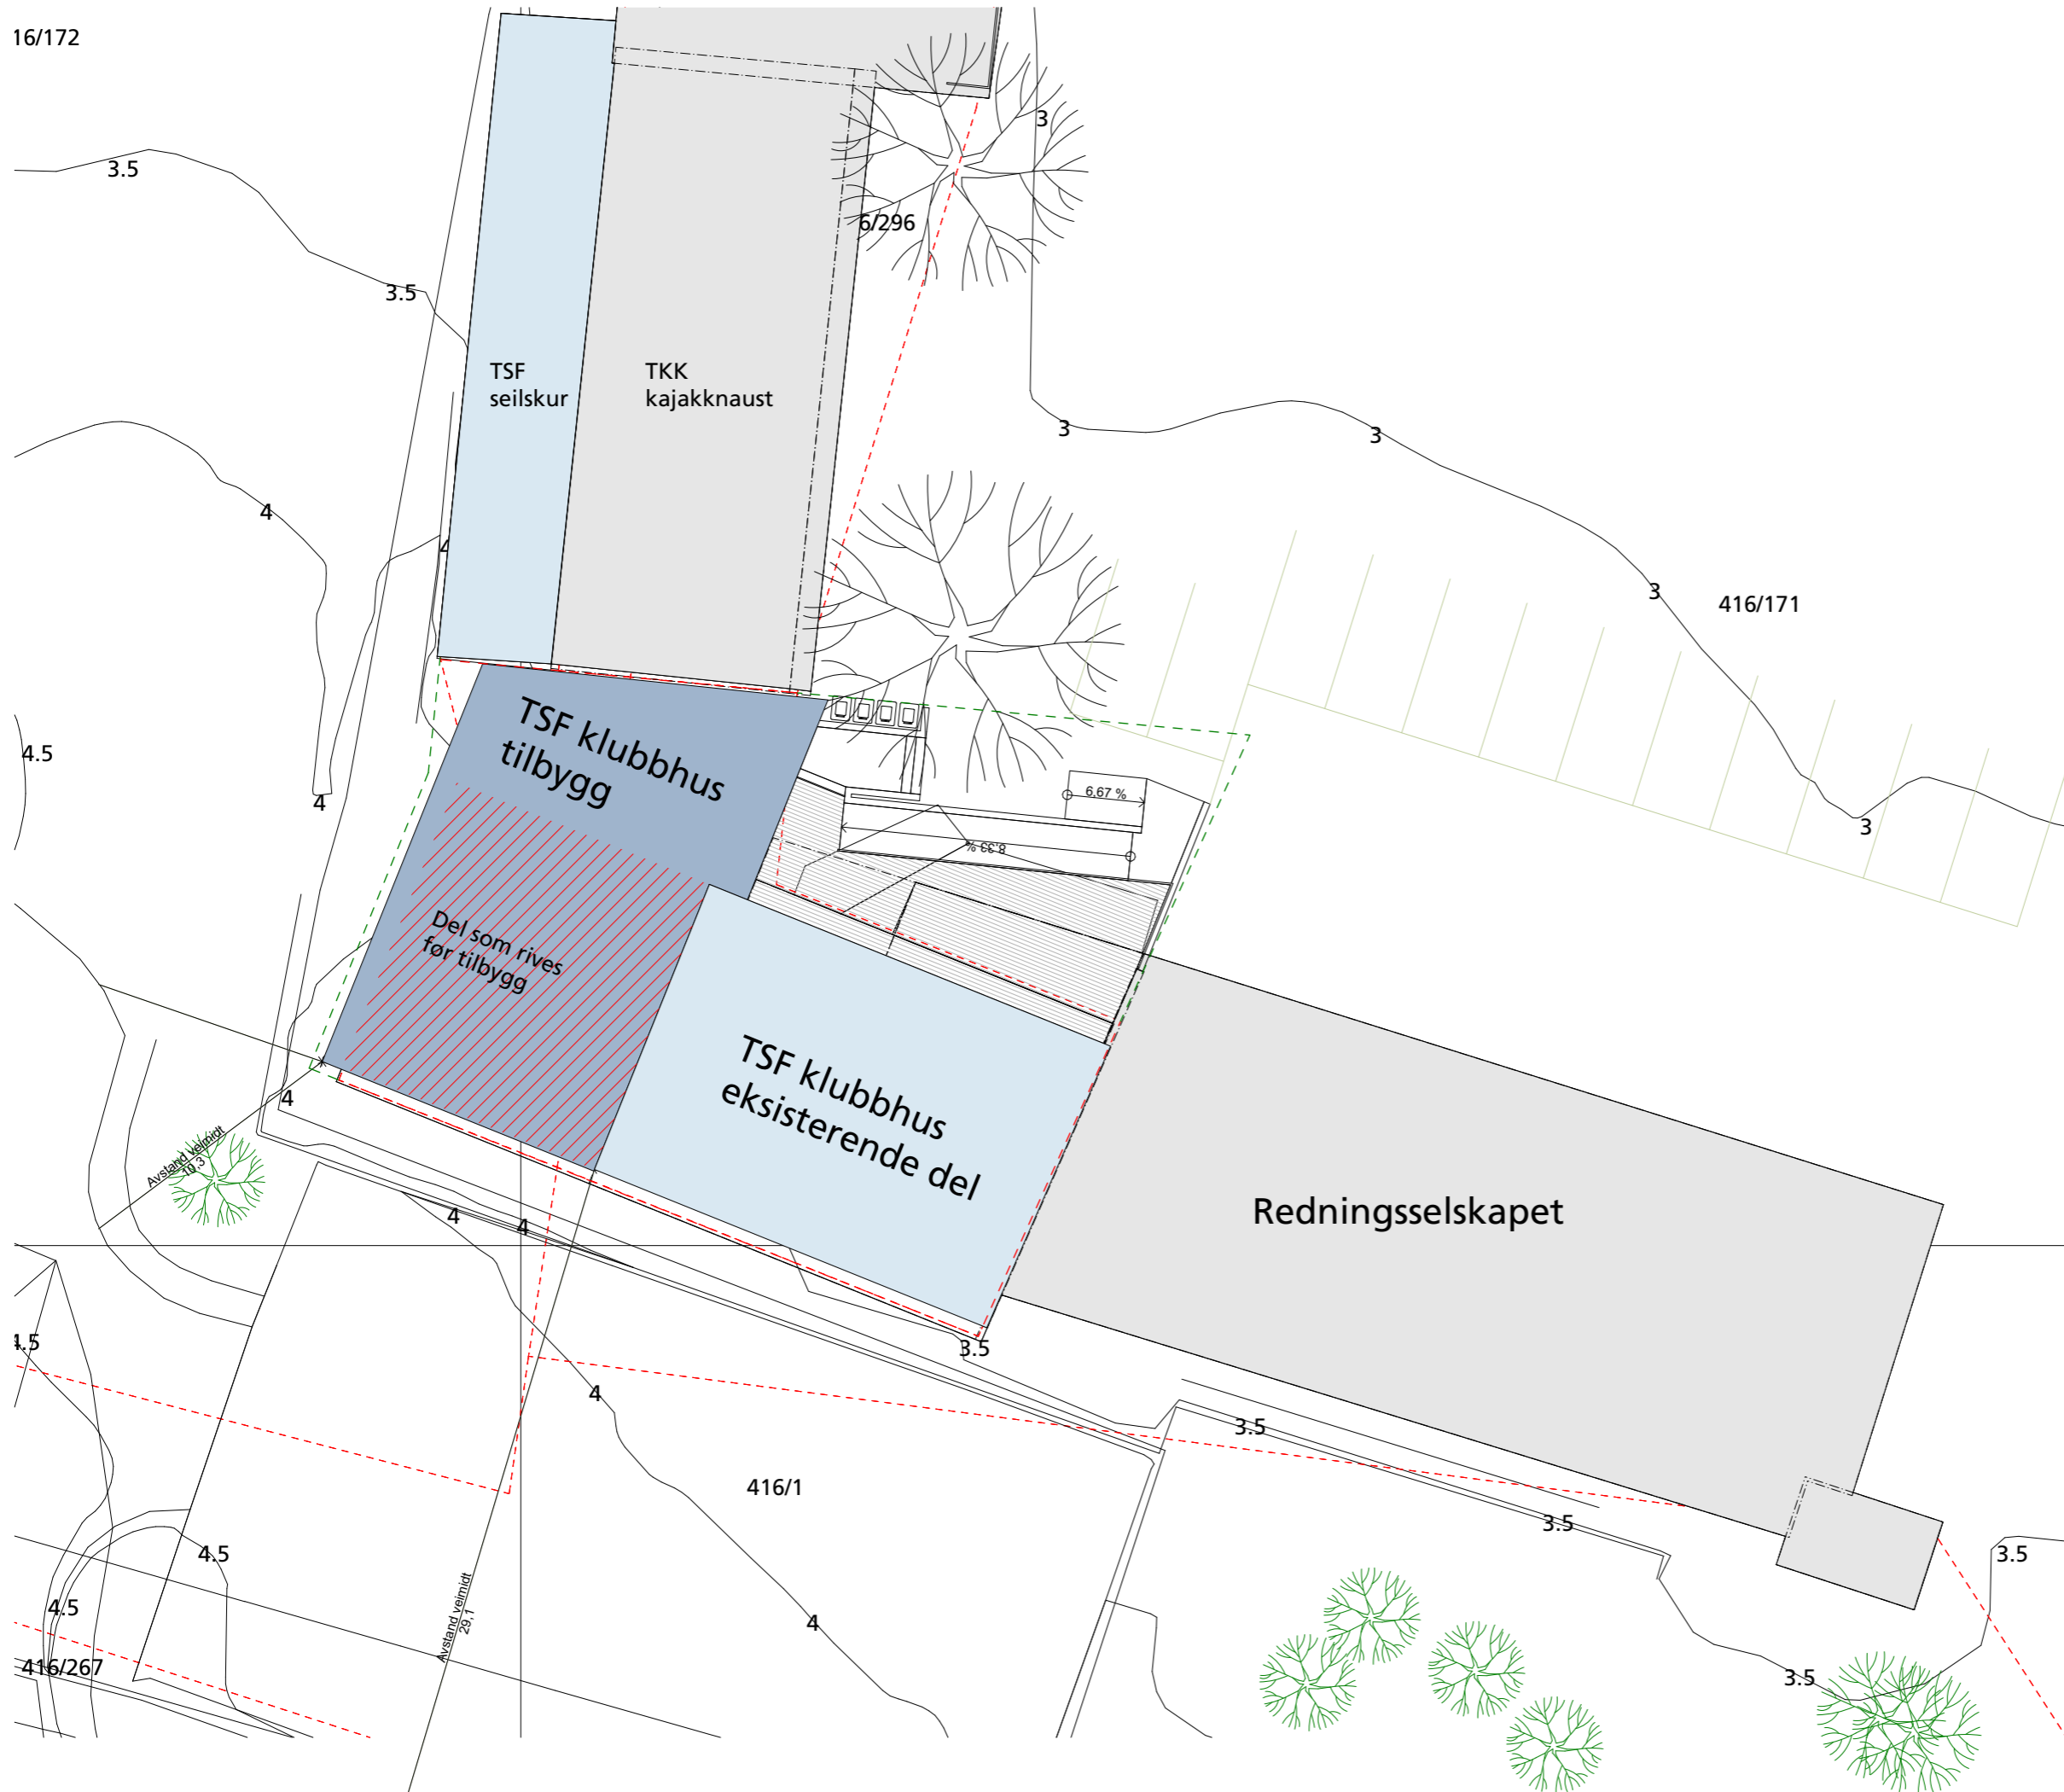 16/172
3
3.5
6/296
3.5
TSF
seilskur
TKK
kajakknaust
3
3
4
4
3
416/171
TSF klubbhus
tilbygg
4.5
6.67 %
4
3
8.33 %
Del som rives
før tilbygg
TSF klubbhus
eksisterende del
4
Avstand veimidt
10,3
Redningsselskapet
4
4
4.5
3.5
4
3.5
416/1
3.5
4.5
3.5
4.5
Avstand veimidt
29,1
4
416/267
3.5